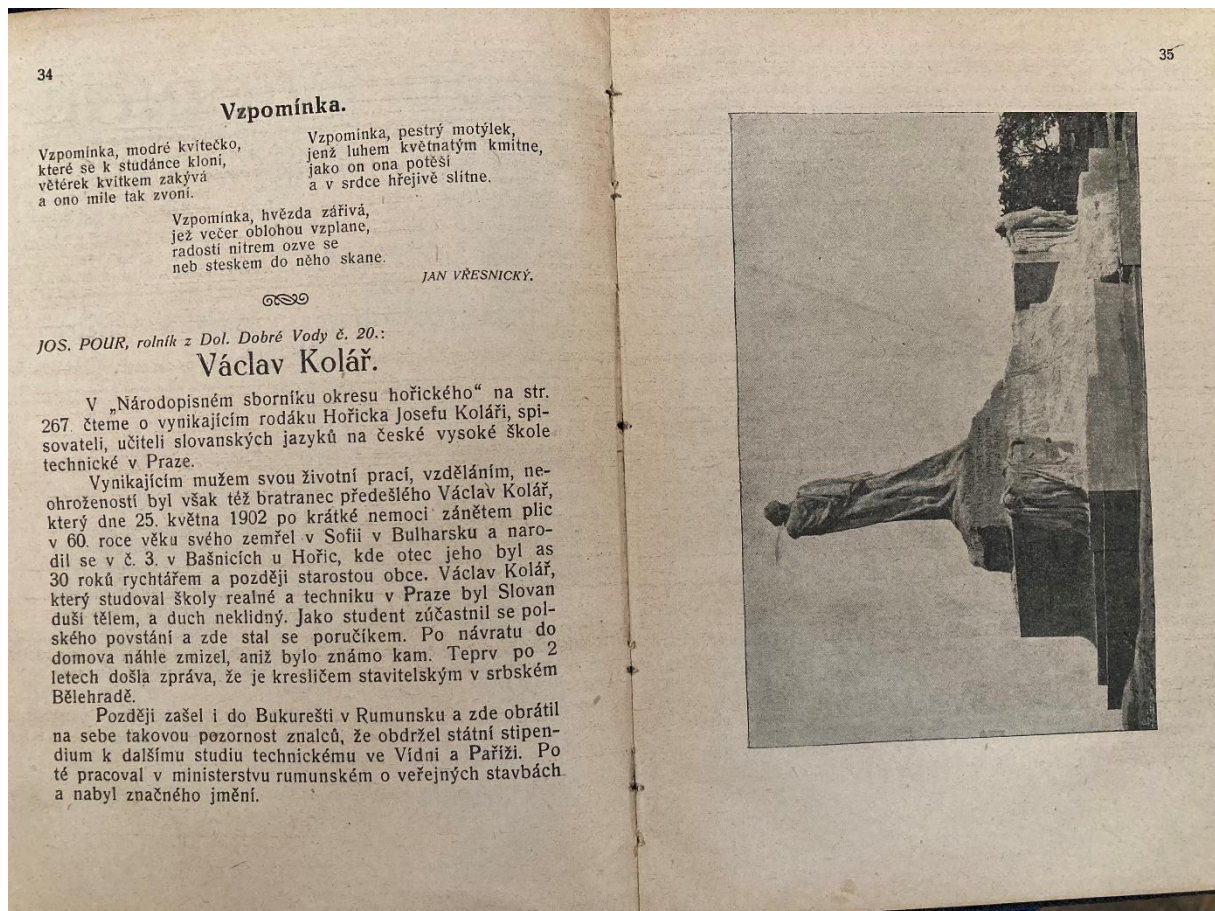 34
Vzpomínka.
Vzpomínka, modré kvítečko,
které se k studánce kloní,
větérek kvítkem zakývá
a ono mile tak zvoní.
Vzpomínka, pestrý motýlek,
jenž luhem květnatým kmitne,
jako on ona potěší
a v srdce hřejivě slítne.
Vzpomínka, hvězda zářivá,
jež večer oblohou vzplane,
radostí nitrem ozve se
neb steskem do něho skane.
JAN VŘESNICKÝ.
JOS. POUR, rolník z Dol. Dobré Vody č. 20.:
Václav Kolář.
V „Národopisném sborníku okresu hořického“ na str.
267 čteme o vynikajícím rodáku Hořicka Josefu Koláři, spi-
sovateli, učiteli slovanských jazyků na české vysoké škole
technické v Praze.
Vynikajícím mužem svou životní prací, vzděláním, ne-
ohrožeností byl však též bratranec předešlého Václav Kolář,
který dne 25. května 1902 po krátké nemoci zánětem plic
v 60. roce věku svého zemřel v Sofii v Bulharsku a naro-
dil se v č. 3. v Bašnicích u Hořic, kde otec jeho byl as
30 roků rychtářem a později starostou obce. Václav Kolář,
který studoval školy realné a techniku v Praze byl Slovan
duší tělem, a duch neklidný. Jako student zúčastnil se pol-
ského povstání a zde stal se poručíkem. Po návratu do
domova náhle zmizel, aniž bylo známo kam. Teprv po 2
letech došla zpráva, že je kresličem stavitelským v srbském
Bělehradě.
Později zašel i do Bukurešti v Rumunsku a zde obrátil
na sebe takovou pozornost znalců, že obdržel státní stipen-
dium k dalšímu studiu technickému ve Vídni a Paříži. Po
té pracoval v ministerstvu rumunském o veřejných stavbách
a nabyl značného jmění.
35